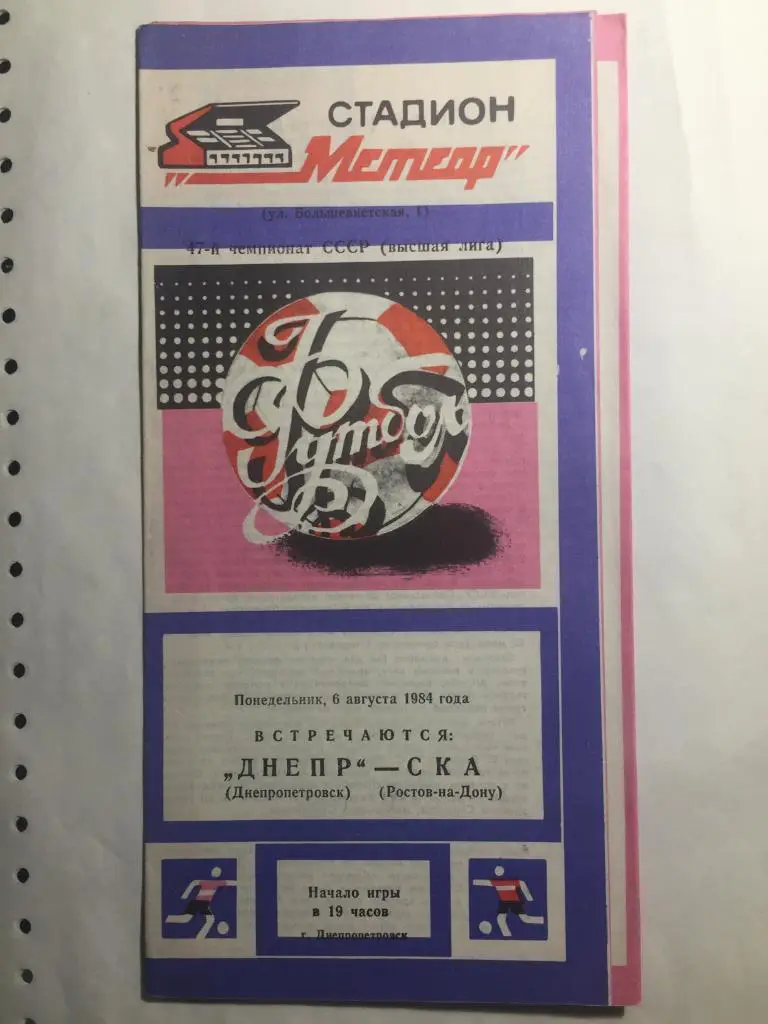 СТАДИОН
„Метеор"
(ул. Большевистская, 1)
47-й чемпионат СССР (высшая лига)
Футбол
Понедельник, 6 августа 1984 года
ВСТРЕЧАЮТСЯ:
„ДНЕПР" — СКА
(Днепропетровск) (Ростов-на-Дону)
Начало игры
в 19 часов
г. Днепропетровск